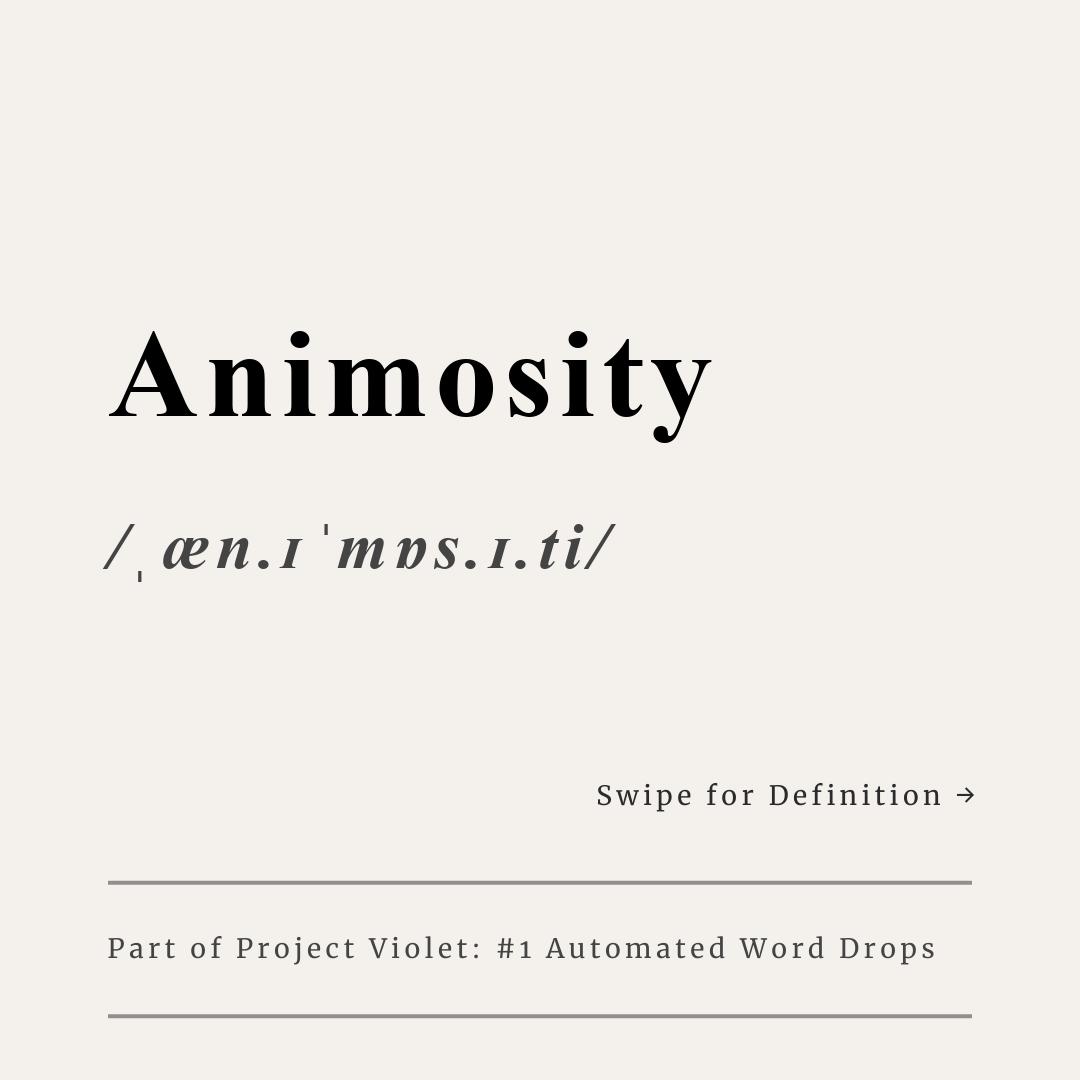 Animosity
/ˌæn.ɪˈmɒs.ɪ.ti/
Swipe for Definition →
Part of Project Violet: #1 Automated Word Drops